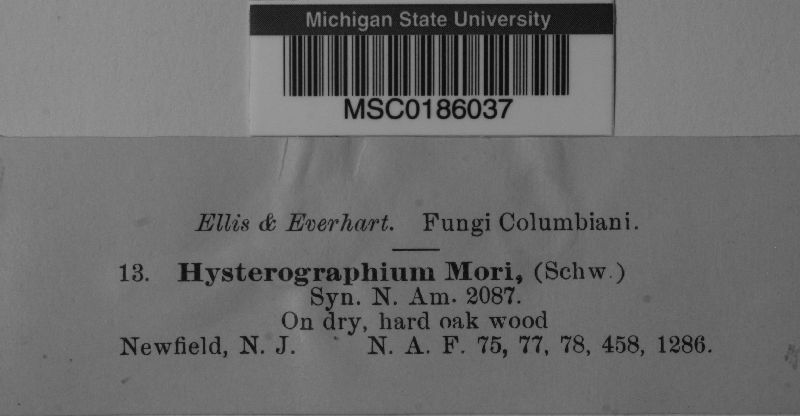 Michigan State University
MSC0186037
Ellis & Everhart. Fungi Columbiani.
13. Hysterographium Mori, (Schw.)
Syn. N. Am. 2087.
On dry, hard oak wood
Newfield, N. J. N. A. F. 75, 77, 78, 458, 1286.